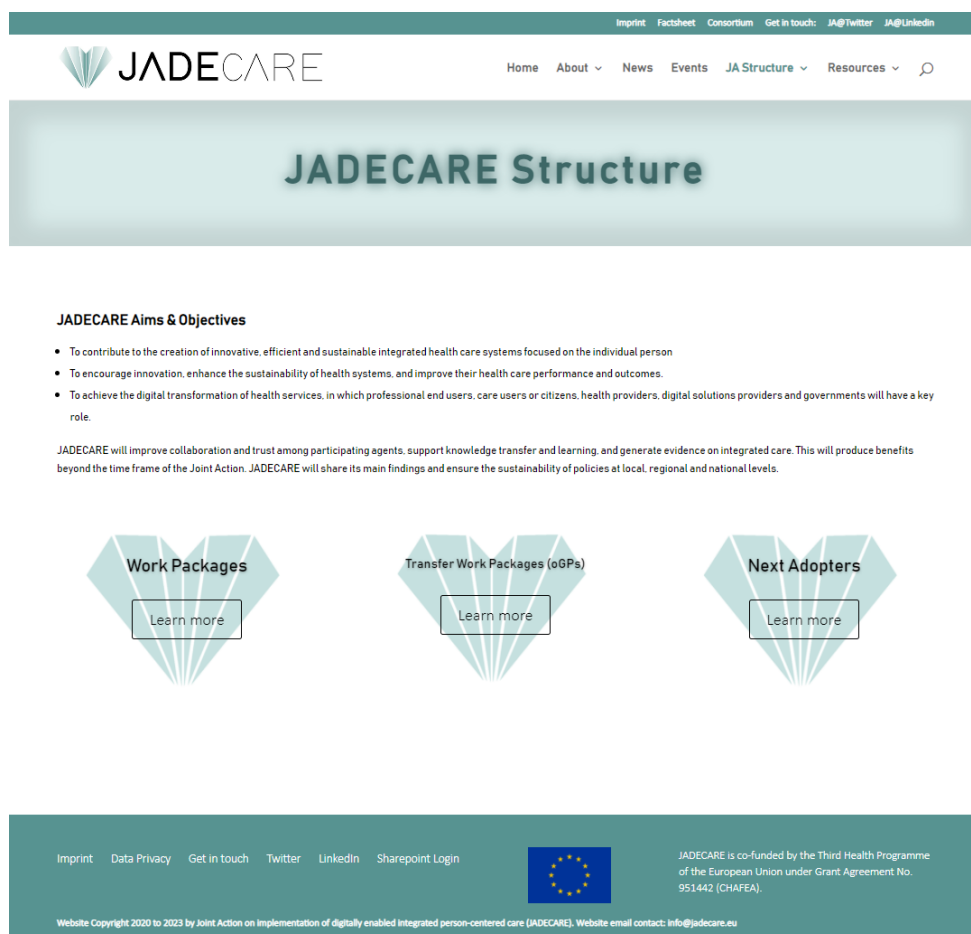 Imprint Factsheet Consortium Get in touch: JA@Twitter JA@Linkedin
JADECARE
Home About News Events JA Structure Resources
JADECARE Structure
JADECARE Aims & Objectives
• To contribute to the creation of innovative, efficient and sustainable integrated health care systems focused on the individual person
• To encourage innovation, enhance the sustainability of health systems, and improve their health care performance and outcomes.
• To achieve the digital transformation of health services, in which professional end users, care users or citizens, health providers, digital solutions providers and governments will have a key
role.
JADECARE will improve collaboration and trust among participating agents, support knowledge transfer and learning, and generate evidence on integrated care. This will produce benefits
beyond the time frame of the Joint Action. JADECARE will share its main findings and ensure the sustainability of policies at local, regional and national levels.
Work Packages
Learn more
Transfer Work Packages (oGPs)
Learn more
Next Adopters
Learn more
Imprint Data Privacy Get in touch Twitter LinkedIn Sharepoint Login
JADECARE is co-funded by the Third Health Programme
of the European Union under Grant Agreement No.
951442 (CHAFEA).
Website Copyright 2020 to 2023 by Joint Action on implementation of digitally enabled integrated person-centered care (JADECARE). Website email contact: info@jadecare.eu